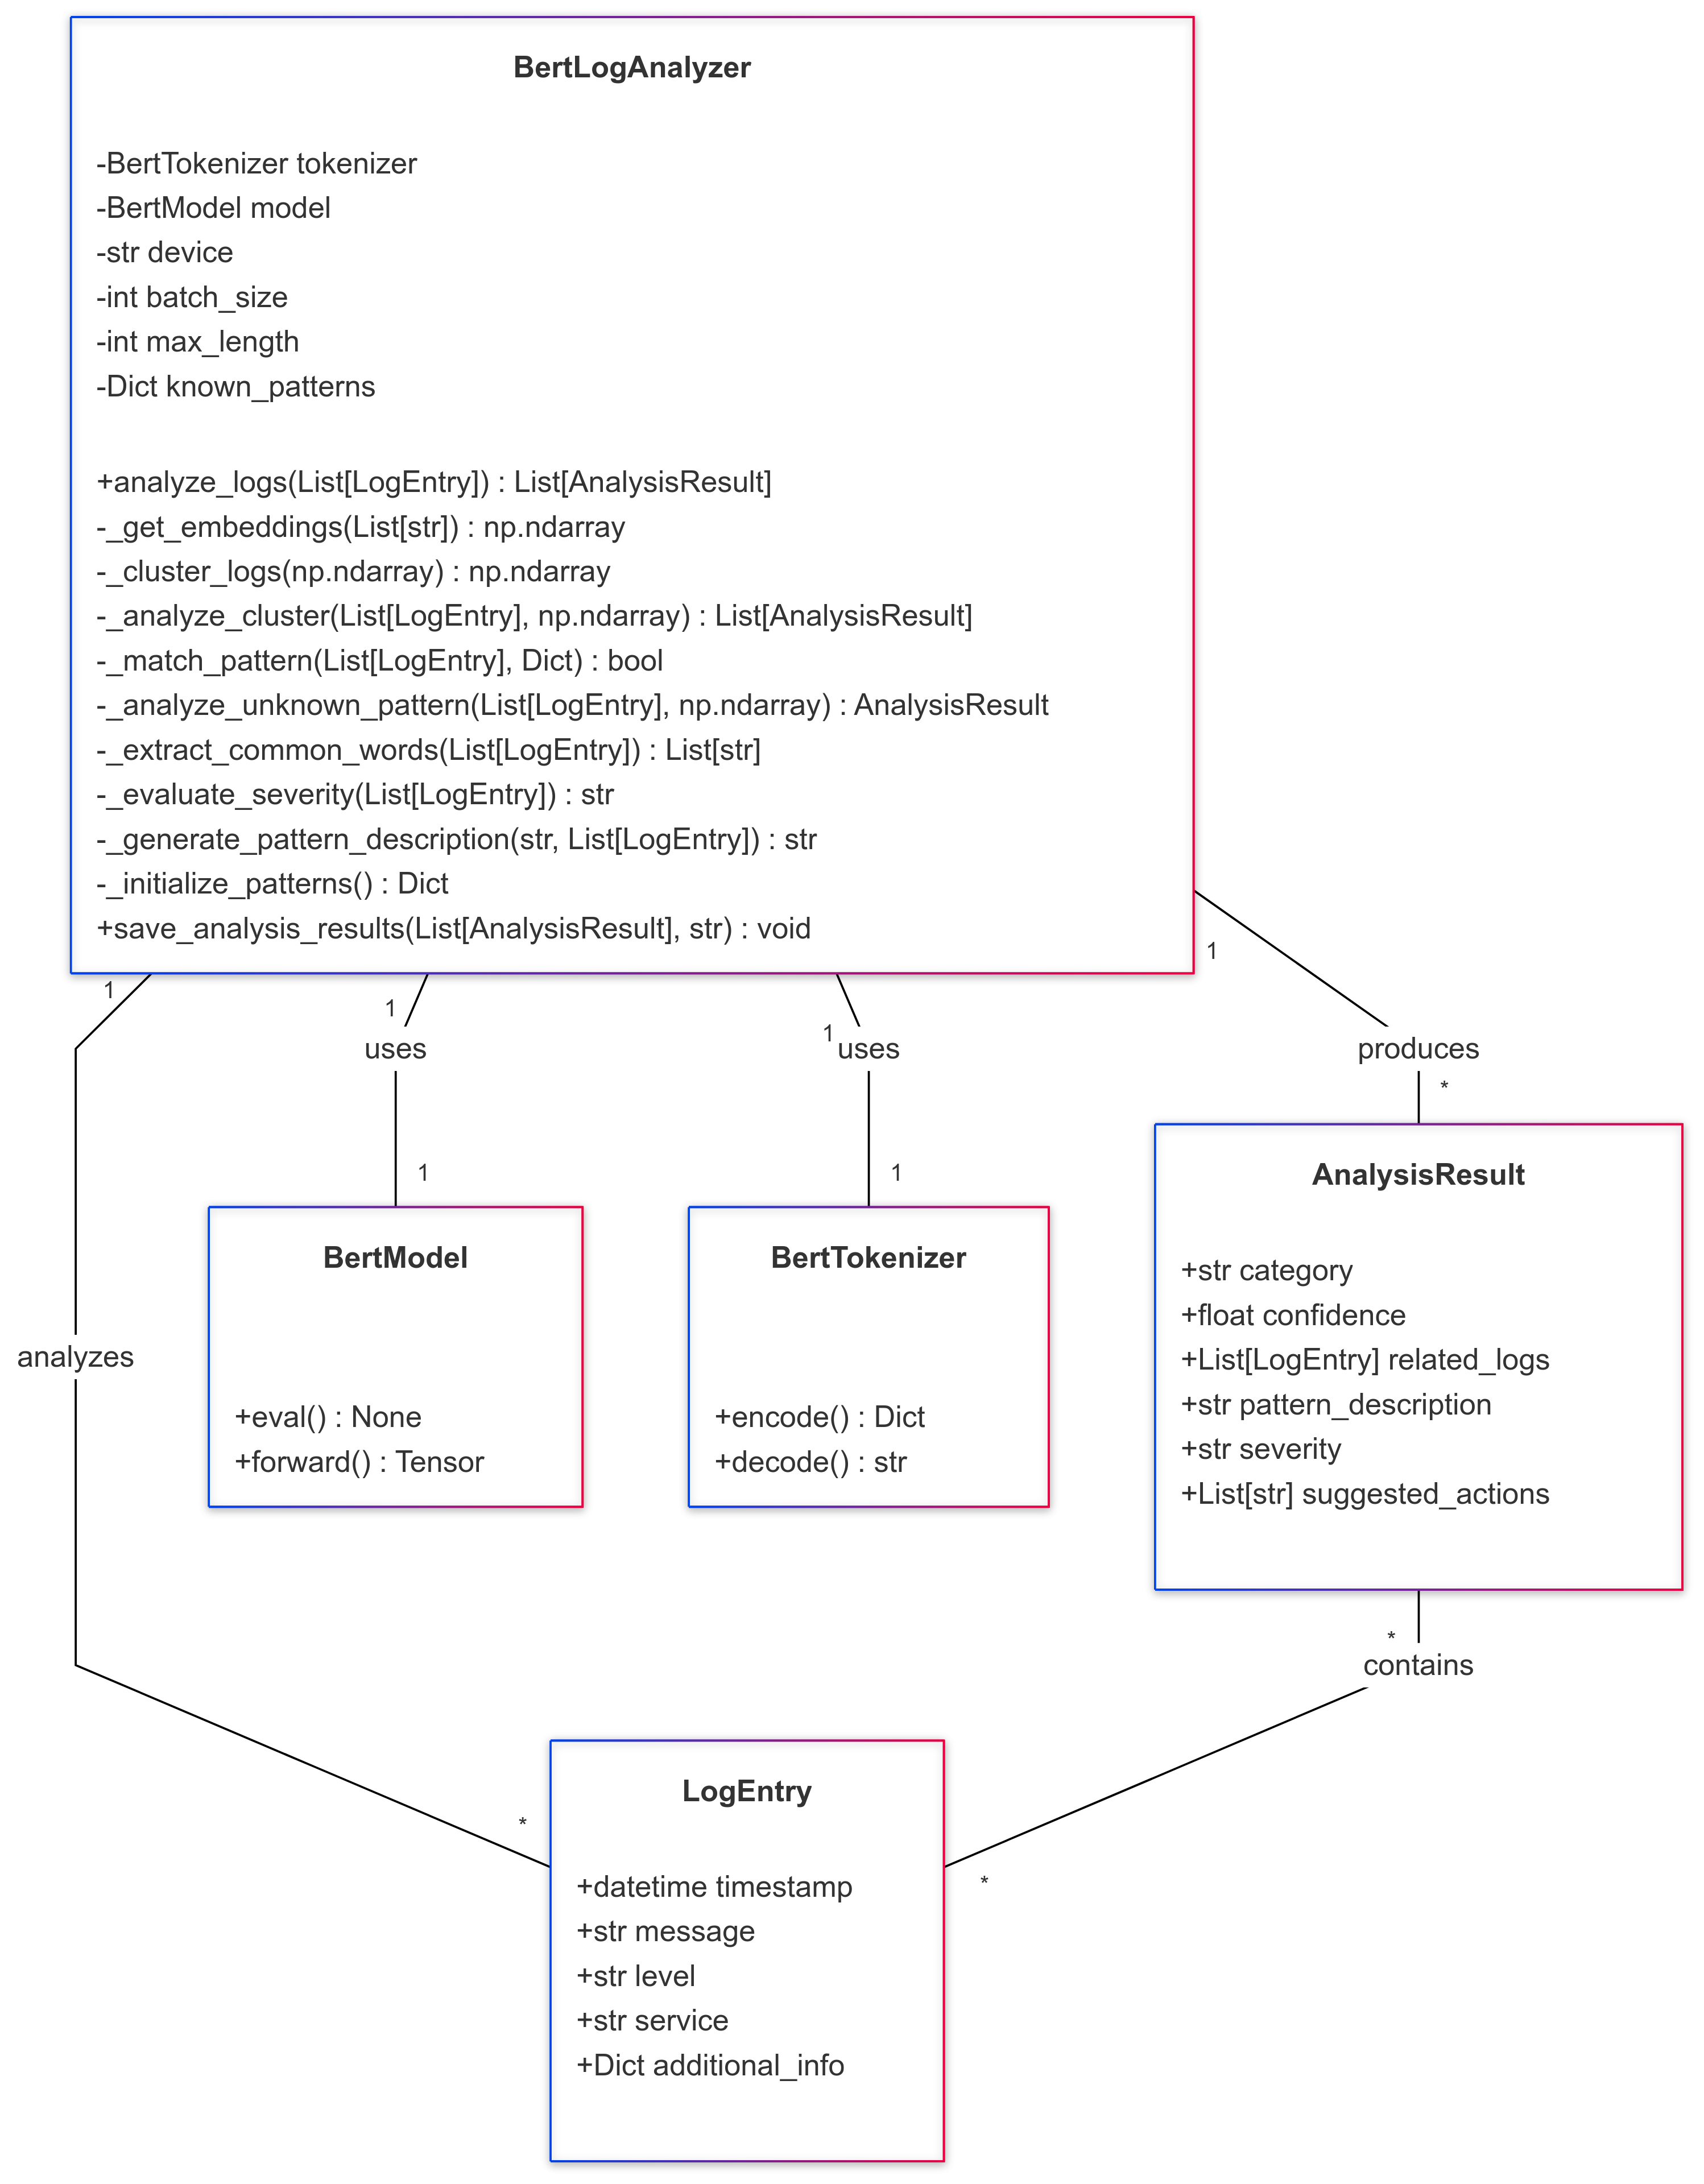 BertLogAnalyzer
-BertTokenizer tokenizer
-BertModel model
-str device
-int batch_size
-int max_length
-Dict known_patterns
+analyze_logs(List[LogEntry]) : List[AnalysisResult]
-_get_embeddings(List[str]) : np.ndarray
-_cluster_logs(np.ndarray) : np.ndarray
-_analyze_cluster(List[LogEntry], np.ndarray) : List[AnalysisResult]
-_match_pattern(List[LogEntry], Dict) : bool
-_analyze_unknown_pattern(List[LogEntry], np.ndarray) : AnalysisResult
-_extract_common_words(List[LogEntry]) : List[str]
-_evaluate_severity(List[LogEntry]) : str
-_generate_pattern_description(str, List[LogEntry]) : str
-_initialize_patterns() : Dict
+save_analysis_results(List[AnalysisResult], str) : void
1
1
1
1
uses
uses
produces
*
1
1
BertModel
+eval() : None
+forward() : Tensor
BertTokenizer
+encode() : Dict
+decode() : str
AnalysisResult
+str category
+float confidence
+List[LogEntry] related_logs
+str pattern_description
+str severity
+List[str] suggested_actions
analyzes
*
contains
*
*
LogEntry
+datetime timestamp
+str message
+str level
+str service
+Dict additional_info